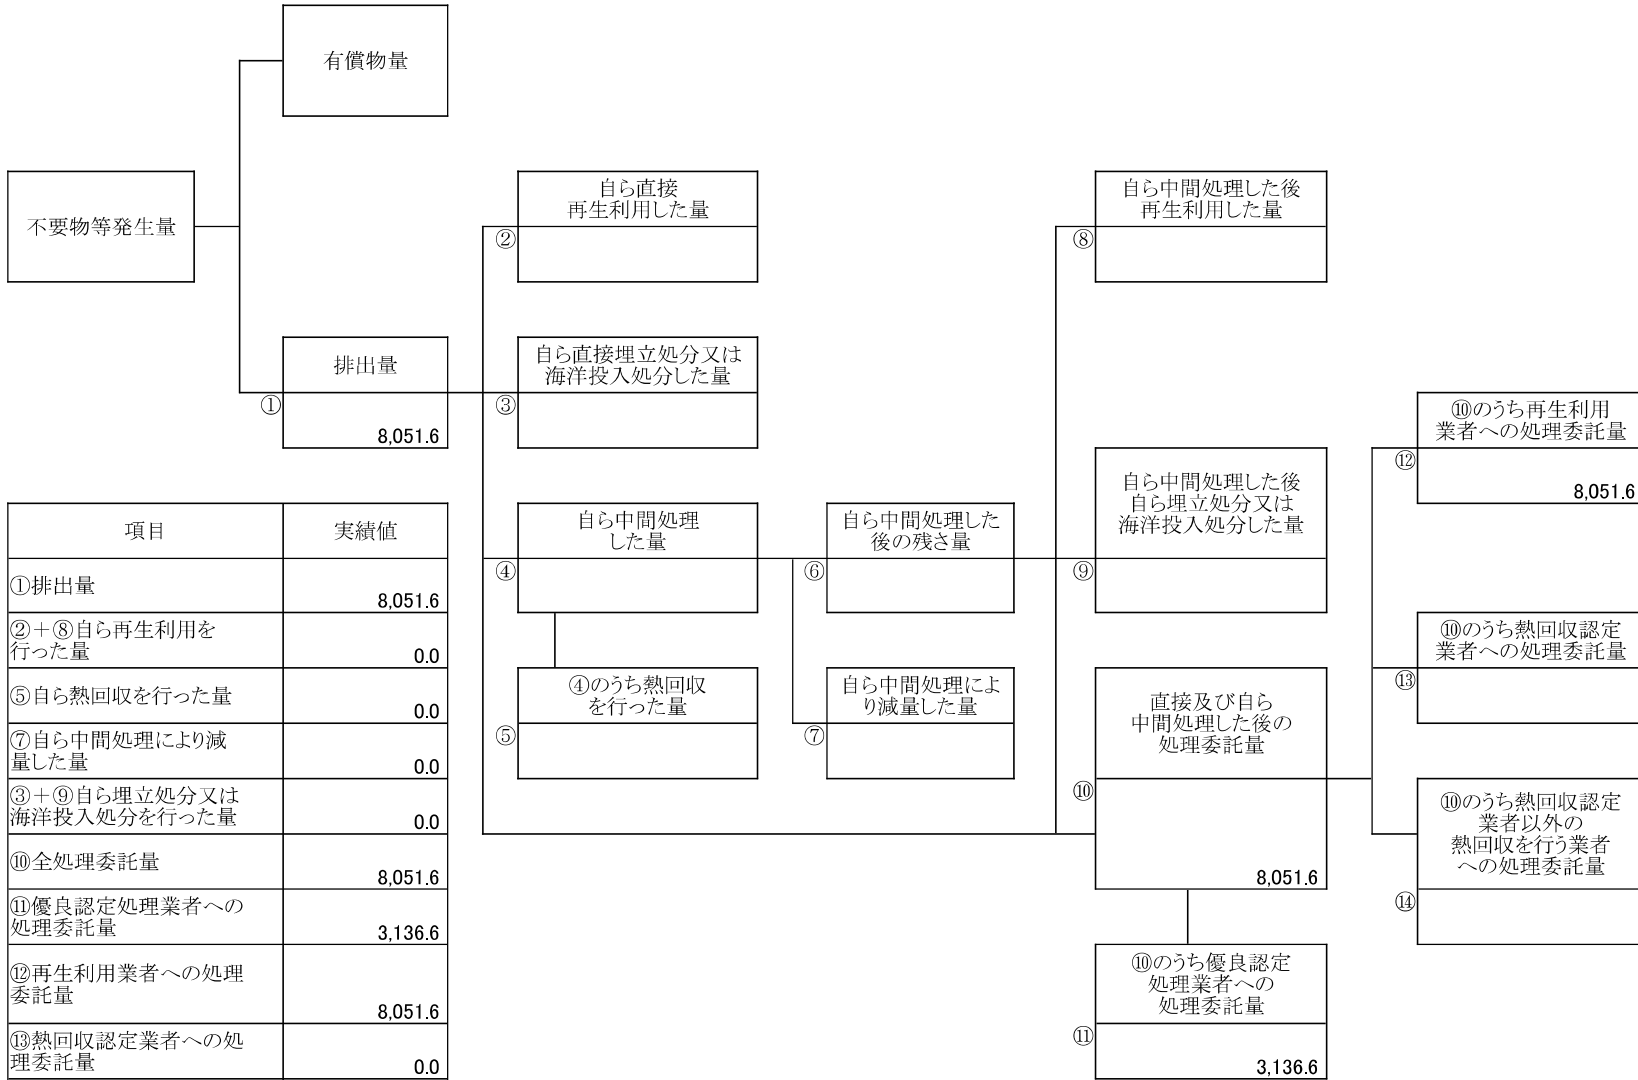 有償物量
不要物等発生量
自ら直接
再生利用した量
②
自ら中間処理した後
再生利用した量
⑧
排出量
①
8,051.6
自ら直接埋立処分又は
海洋投入処分した量
③
⑩のうち再生利用
業者への処理委託量
⑫
8,051.6
自ら中間処理
した量
④
自ら中間処理した
後の残さ量
⑥
自ら中間処理した後
自ら埋立処分又は
海洋投入処分した量
⑨
⑩のうち熱回収認定
業者への処理委託量
⑬
④のうち熱回収
を行った量
⑤
自ら中間処理によ
り減量した量
⑦
直接及び自ら
中間処理した後の
処理委託量
⑩
8,051.6
⑩のうち熱回収認定
業者以外の
熱回収を行う業者
への処理委託量
⑭
⑩のうち優良認定
処理業者への
処理委託量
⑪
3,136.6
項目 実績値
①排出量
8,051.6
②＋⑧自ら再生利用を
行った量
0.0
⑤自ら熱回収を行った量
0.0
⑦自ら中間処理により減
量した量
0.0
③＋⑨自ら埋立処分又は
海洋投入処分を行った量
0.0
⑩全処理委託量
8,051.6
⑪優良認定処理業者への
処理委託量
3,136.6
⑫再生利用業者への処理
委託量
8,051.6
⑬熱回収認定業者への処
理委託量
0.0